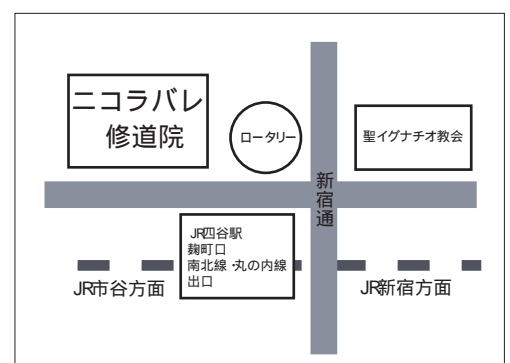 ニコラバレ
修道院
ロータリー
聖イグナチオ教会
新宿通
JR四谷駅
麹町口
南北線・丸の内線
出口
JR市谷方面
JR新宿方面